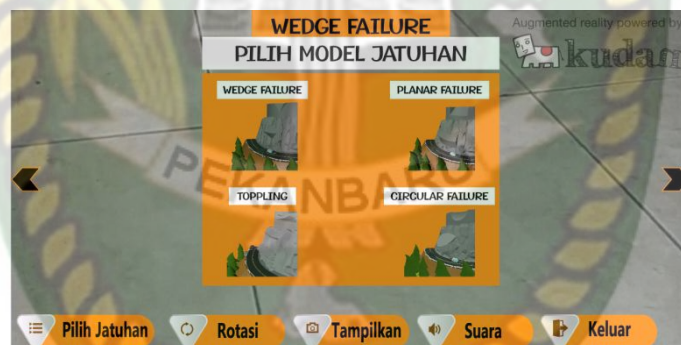 WEDGE FAILURE
Augmented reality powered by
PILIH MODEL JATUHAN
kudan
WEDGE FAILURE
PLANAR FAILURE
PEKANBARU
TOPPLING
CIRCULAR FAILURE
Pilih Jatuhan
Rotasi
Tampilkan
Suara
Keluar